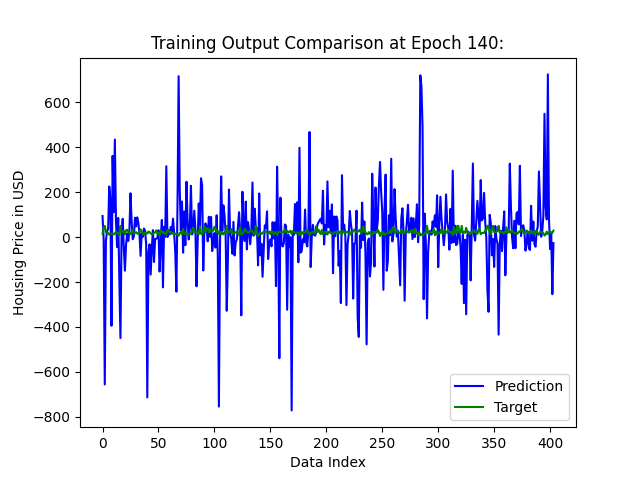 Training Output Comparison at Epoch 140:
Housing Price in USD
600
400
200
0
−200
−400
−600
−800
0 50 100 150 200 250 300 350 400
Data Index
Prediction
Target